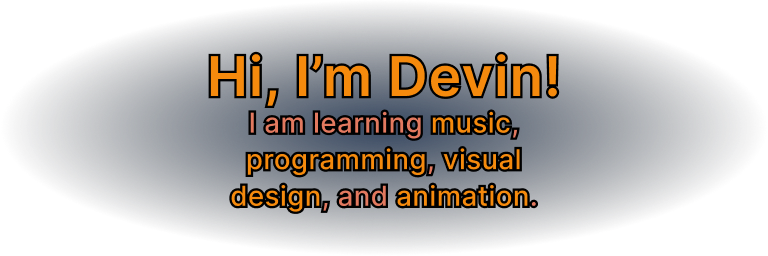 Hi, I’m Devin!
I am learning music,
programming, visual
design, and animation.